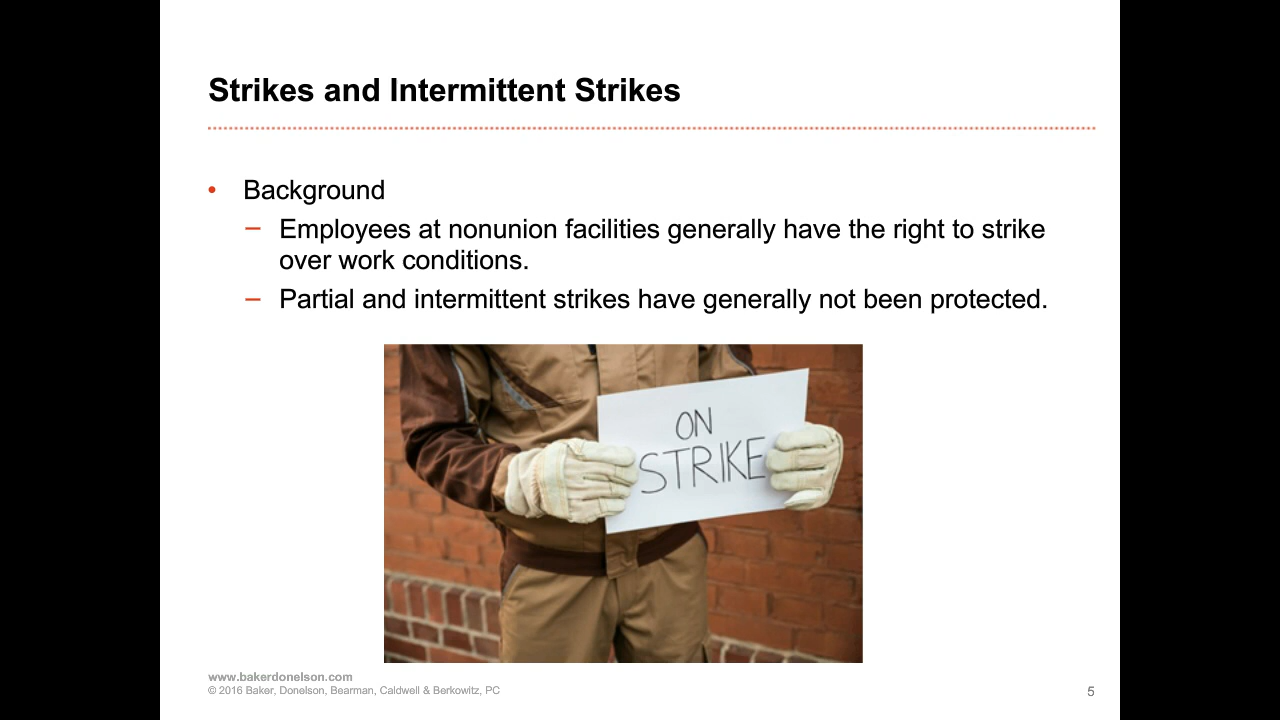 Strikes and Intermittent Strikes
• Background
– Employees at nonunion facilities generally have the right to strike
over work conditions.
– Partial and intermittent strikes have generally not been protected.
ON
STRIKE
www.bakerdonelson.com
© 2016 Baker, Donelson, Bearman, Caldwell & Berkowitz, PC
5